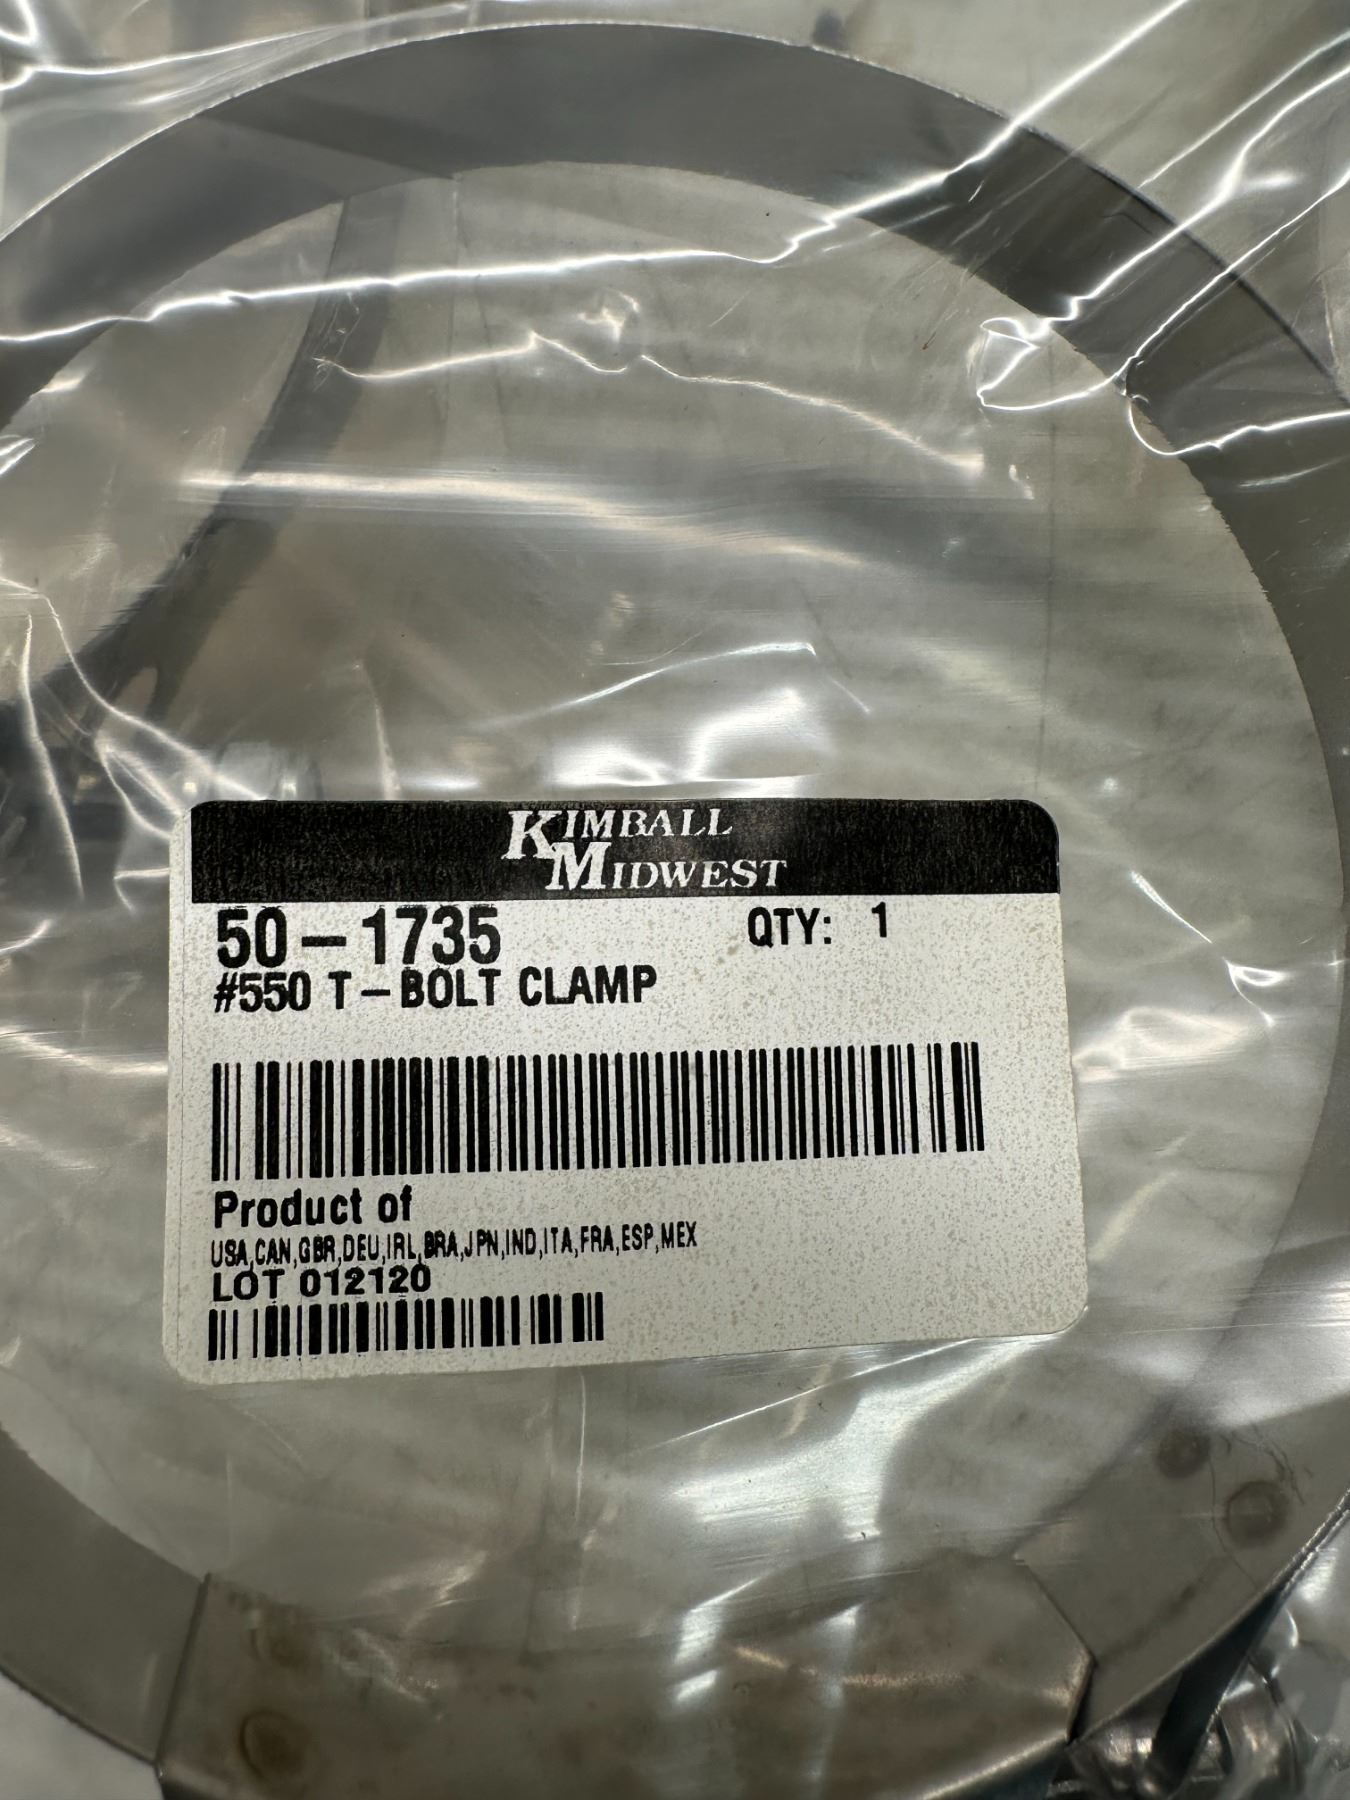 KIMBALL
MIDWEST
50-1735
QTY: 1
#550 T-BOLT CLAMP
Product of
USA,CAN,GBR,DEU,IRL,BRA,JPN,IND,ITA,FRA,ESP,MEX
LOT 012120